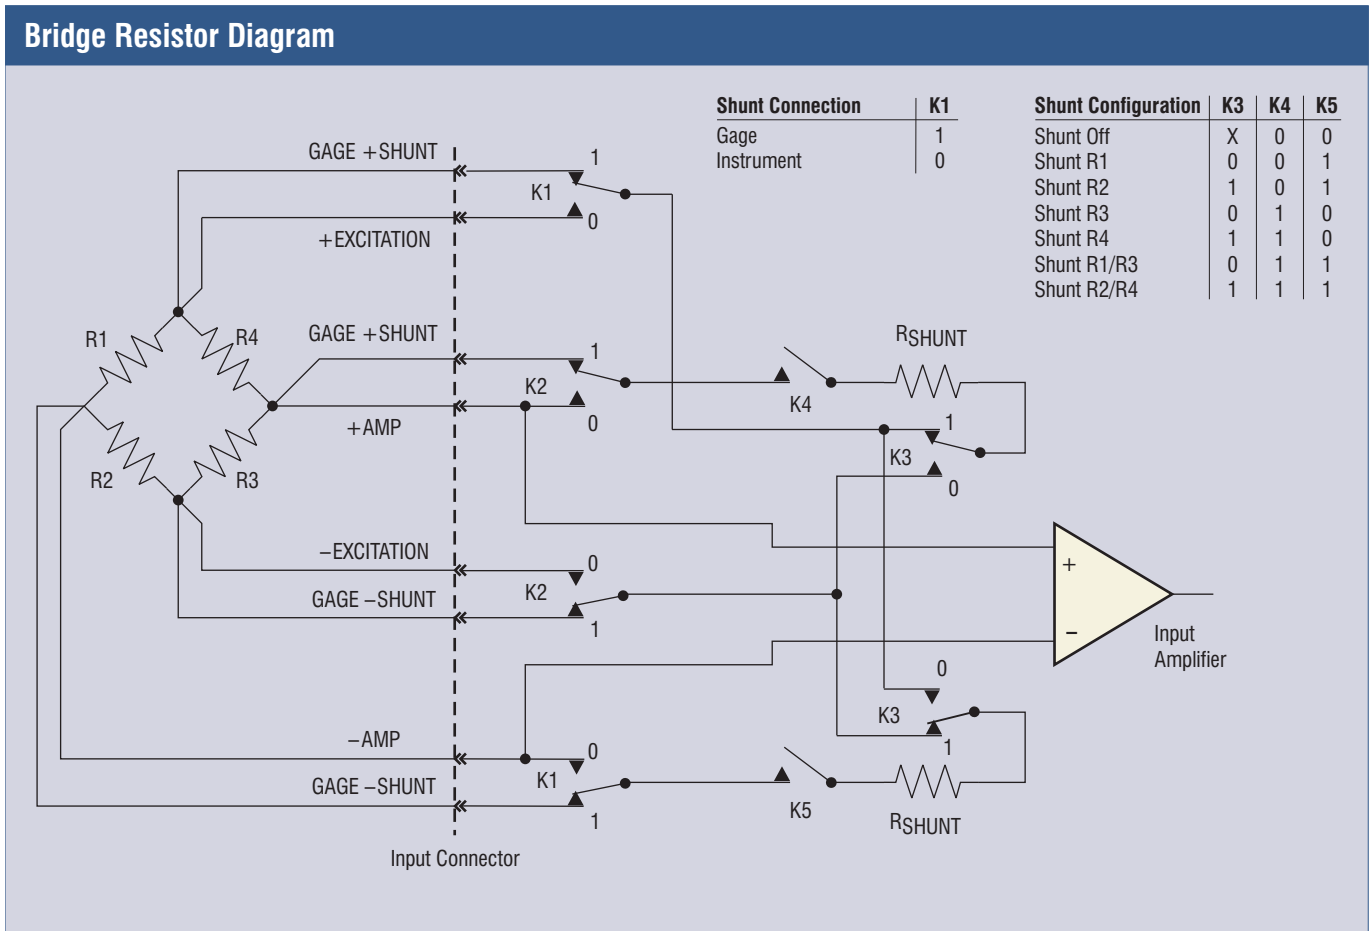 Bridge Resistor Diagram
Shunt Connection K1
Gage 1
Instrument 0
Shunt Configuration K3 K4 K5
Shunt Off X 0 0
Shunt R1 0 0 1
Shunt R2 1 0 1
Shunt R3 0 1 0
Shunt R4 1 1 0
Shunt R1/R3 0 1 1
Shunt R2/R4 1 1 1
GAGE +SHUNT
1
K1
0
+EXCITATION
R1
R4
GAGE +SHUNT
1
K2
0
+AMP
RSHUNT
K4
1
K3
0
R2
R3
–EXCITATION
0
K2
GAGE –SHUNT
1
+
–
Input
Amplifier
0
K3
1
–AMP
0
K1
GAGE –SHUNT
1
K5
RSHUNT
Input Connector